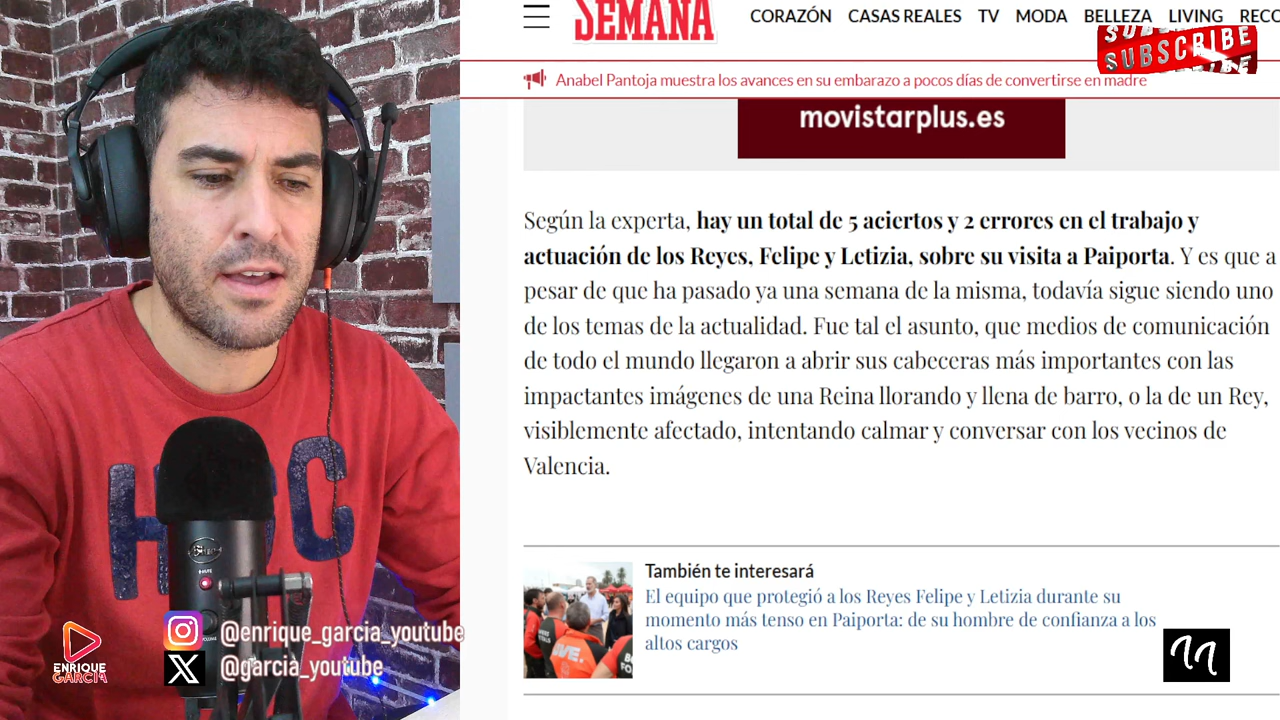 SEMANA
CORAZÓN CASAS REALES TV MODA BELLEZA LIVING RECO
SUBSCRIBE
SUBSCRIBE
Anabel Pantoja muestra los avances en su embarazo a pocos días de convertirse en madre
movistarplus.es
Según la experta, hay un total de 5 aciertos y 2 errores en el trabajo y
actuación de los Reyes, Felipe y Letizia, sobre su visita a Paiporta. Y es que a
pesar de que ha pasado ya una semana de la misma, todavía sigue siendo uno
de los temas de la actualidad. Fue tal el asunto, que medios de comunicación
de todo el mundo llegaron a abrir sus cabeceras más importantes con las
impactantes imágenes de una Reina llorando y llena de barro, o la de un Rey,
visiblemente afectado, intentando calmar y conversar con los vecinos de
Valencia.
También te interesará
El equipo que protegió a los Reyes Felipe y Letizia durante su
momento más tenso en Paiporta: de su hombre de confianza a los
altos cargos
@enrique_garcia_youtube
@garcia_youtube
ENRIQUE
GARCIA